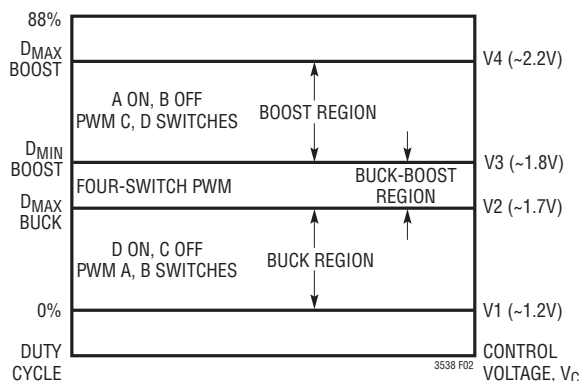 88%
DMAX
BOOST
V4 (~2.2V)
A ON, B OFF
PWM C, D SWITCHES
BOOST REGION
DMIN
BOOST
V3 (~1.8V)
FOUR-SWITCH PWM
BUCK-BOOST
REGION
DMAX
BUCK
V2 (~1.7V)
D ON, C OFF
PWM A, B SWITCHES
BUCK REGION
0%
V1 (~1.2V)
DUTY
CYCLE
3538 F02
CONTROL
VOLTAGE, VC